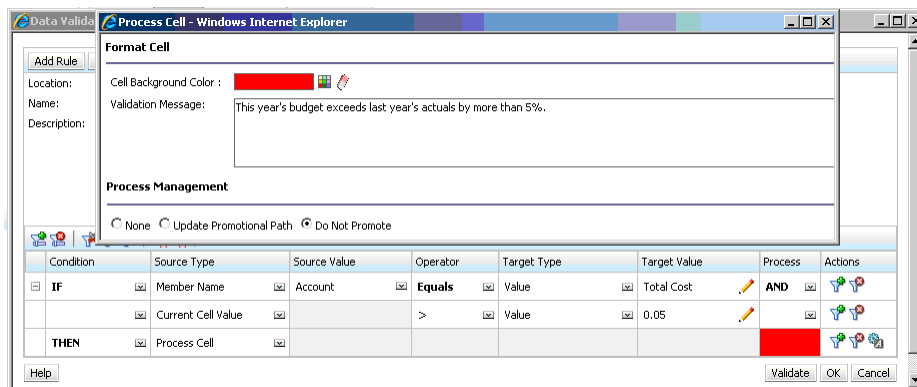 Data Valida
Process Cell - Windows Internet Explorer
Format Cell
Add Rule
Cell Background Color :
Location:
Name:
Validation Message:
This year's budget exceeds last year's actuals by more than 5%.
Description:
Process Management
None Update Promotional Path Do Not Promote
Condition Source Type Source Value Operator Target Type Target Value Process Actions
IF Member Name Account Equals Value Total Cost AND
Current Cell Value > Value 0.05
THEN Process Cell
Help Validate OK Cancel